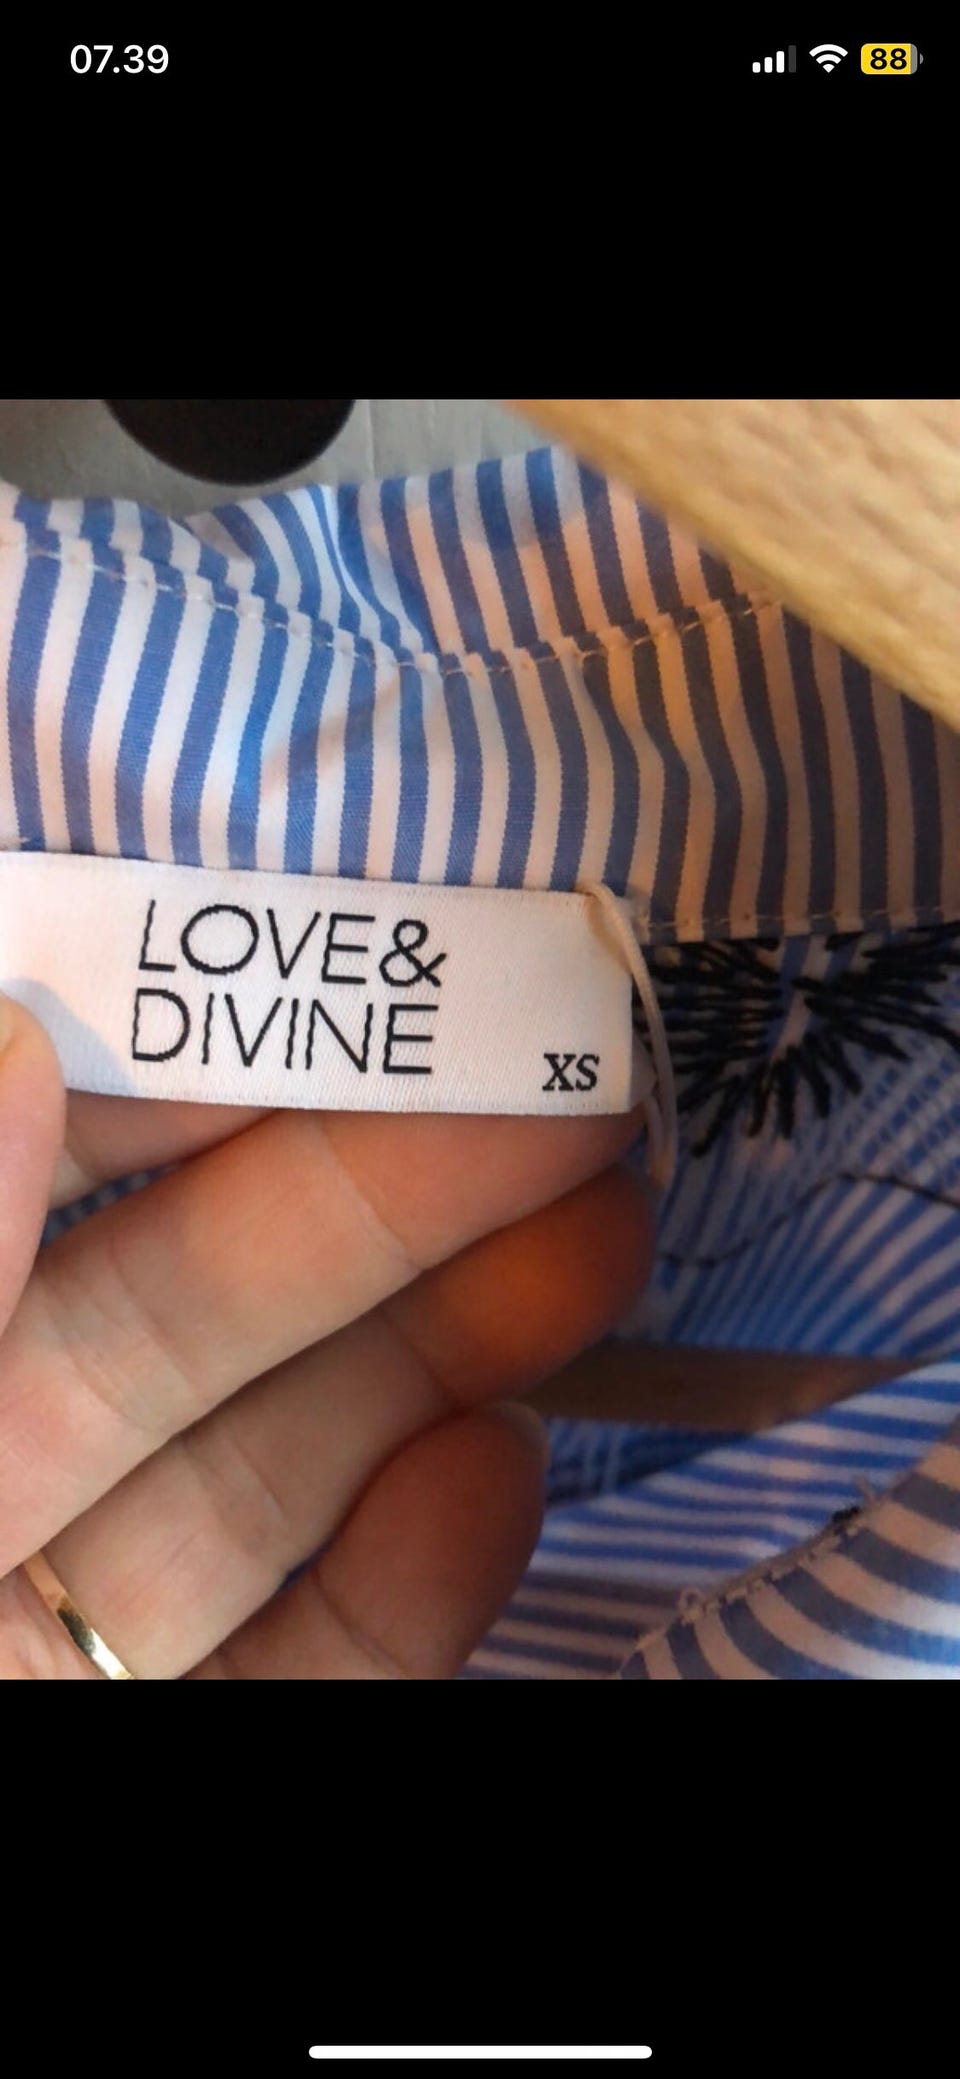 07.39
88
LOVE&
DIVINE
XS